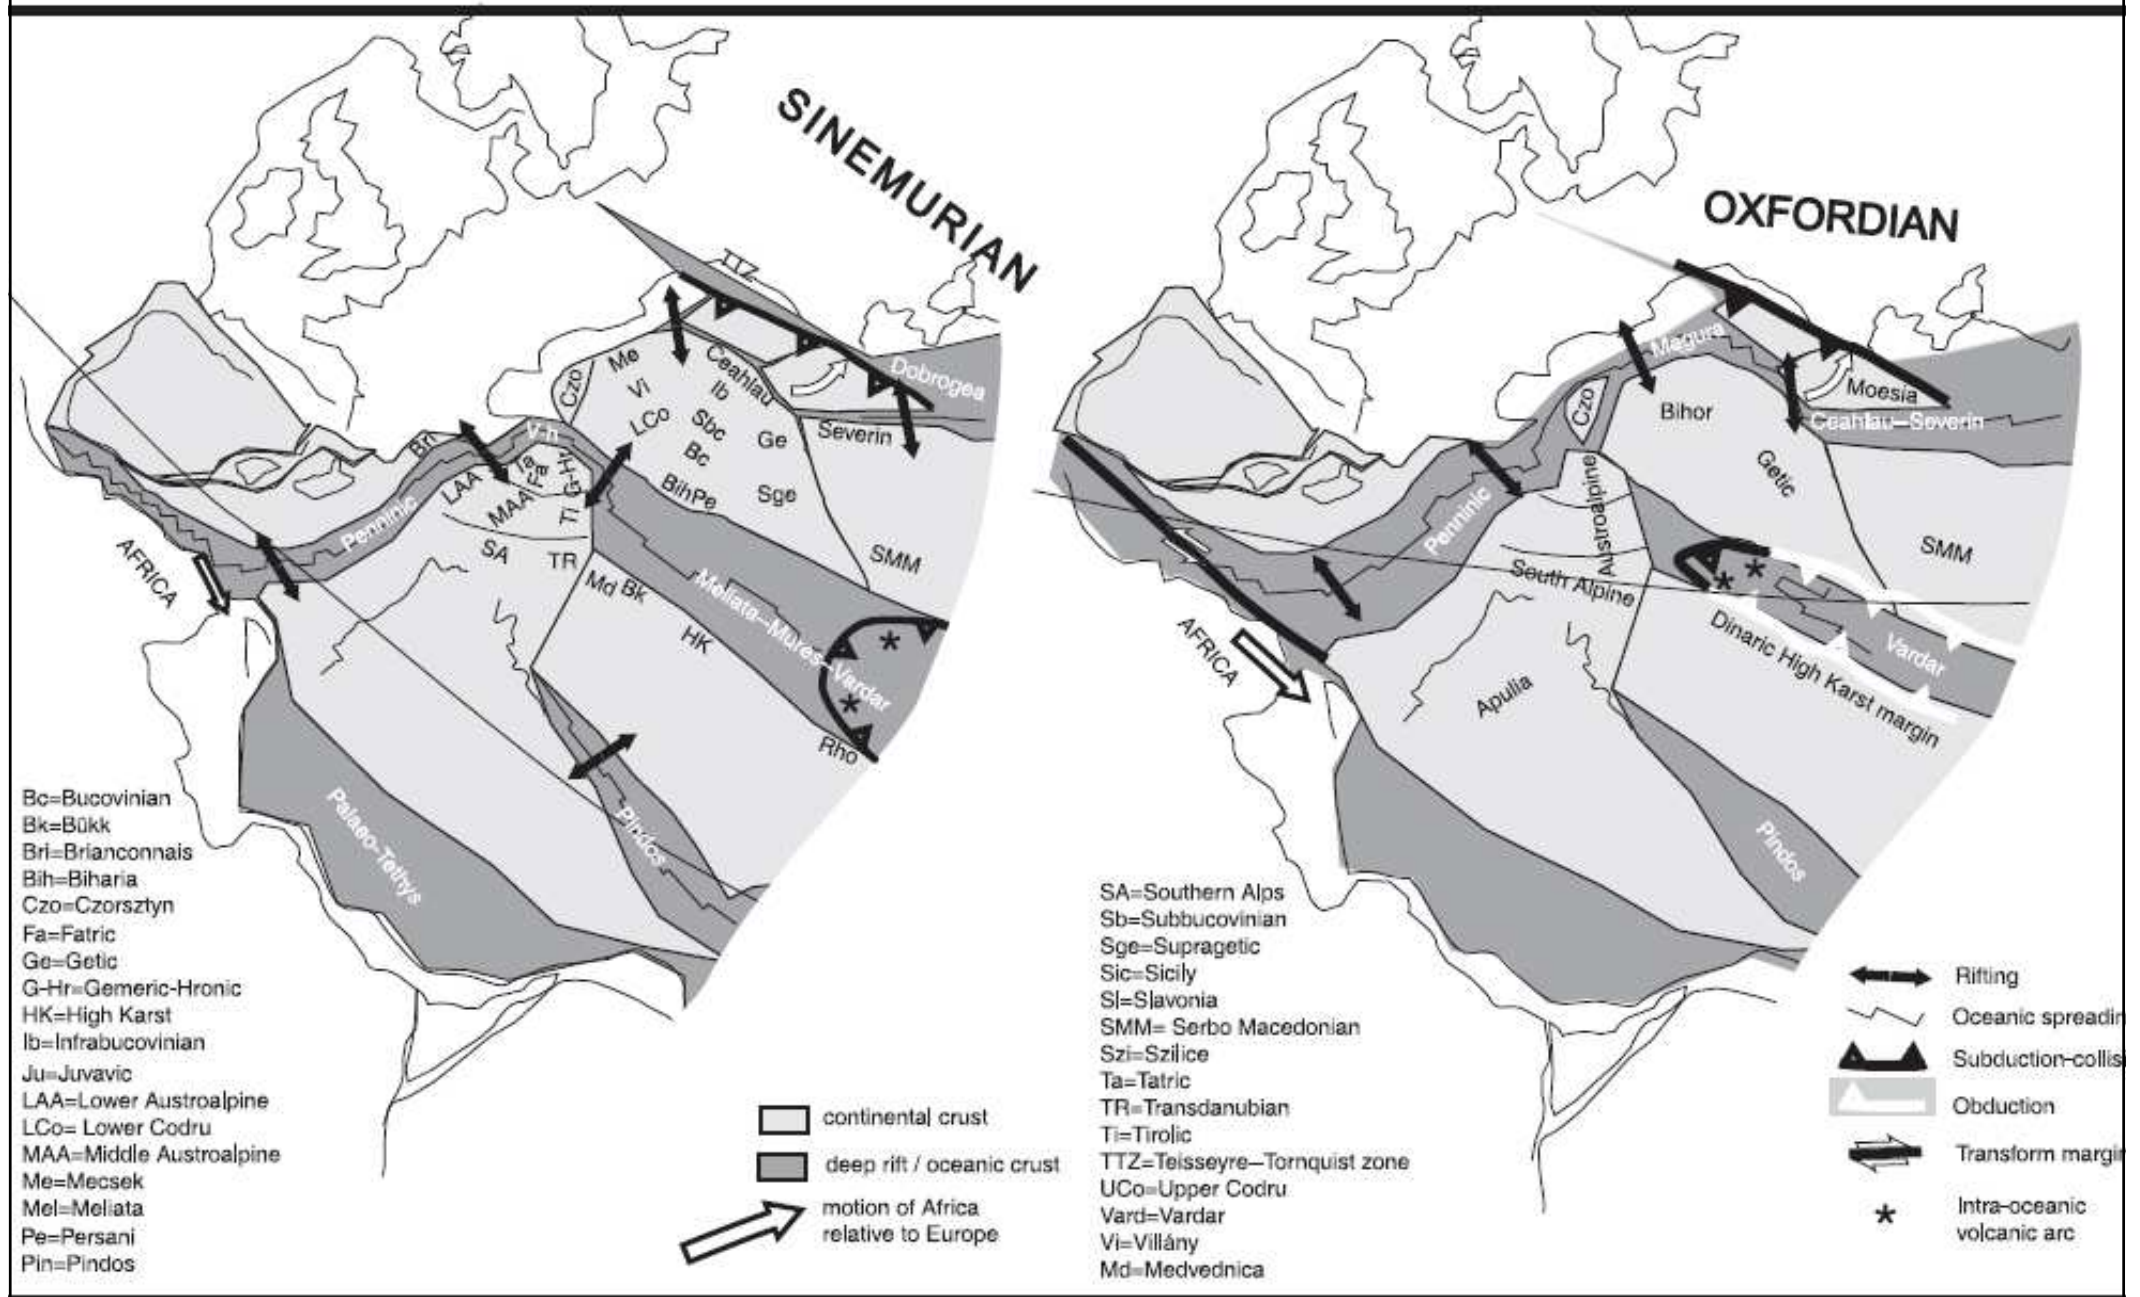 SINEMURIAN
TTZ
Dobrogea
Me
Ceahlau
Czo
Vl
Ib
LCo
Sbc
Ge
Severin
Bc
Bri
V-h
BihPe
Sge
LAA
Ta
Fa
MAA
Ti
Penninic
SA
TR
SMM
Md
Bk
AFRICA
HK
Meliata–Mures–Vardar
*
*
Rho
Pindos
Palaeo-Tethys
Bc=Bucovinian
Bk=Bükk
Bri=Brianconnais
Bih=Biharia
Czo=Czorsztyn
Fa=Fatric
Ge=Getic
G-Hr=Gemeric-Hronic
HK=High Karst
Ib=Infrabucovinian
Ju=Juvavic
LAA=Lower Austroalpine
LCo= Lower Codru
MAA=Middle Austroalpine
Me=Mecsek
Mel=Meliata
Pe=Persani
Pin=Pindos
continental crust
deep rift / oceanic crust
motion of Africa
relative to Europe
OXFORDIAN
Magura
Moesia
Czo
Bihor
Ceahlau–Severin
Getic
Austroalpine
Penninic
SMM
South Alpine
*
*
AFRICA
Dinaric High Karst margin
Vardar
Apulia
Pindos
SA=Southern Alps
Sb=Subbucovinian
Sge=Supragetic
Sic=Sicily
Sl=Slavonia
SMM= Serbo Macedonian
Szi=Szilice
Ta=Tatric
TR=Transdanubian
Ti=Tirolic
TTZ=Teisseyre–Tornquist zone
UCo=Upper Codru
Vard=Vardar
Vi=Villány
Md=Medvednica
Rifting
Oceanic spreadin
Subduction-collis
Obduction
Transform margin
* Intra-oceanic
volcanic arc